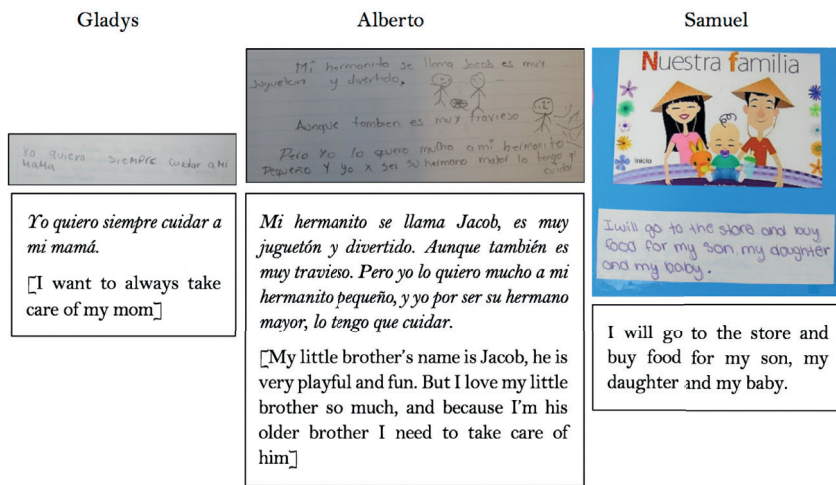 Gladys
Yo quiero SIEMPRE cuidar a Mi
MAMA
Yo quiero siempre cuidar a
mi mamá.
[I want to always take
care of my mom]
Alberto
Mi hermanito se llama Jacob es muy
jugueton y divertido.
Aunque tambien es muy travieso
Pero yo lo quero mucho a mi hermanito
Pequeño Y yo x ser su hermano lo tengo q
cuidar
Mi hermanito se llama Jacob, es muy
juguetón y divertido. Aunque también es
muy travieso. Pero yo lo quiero mucho a mi
hermanito pequeño, y yo por ser su hermano
mayor, lo tengo que cuidar.
[My little brother's name is Jacob, he is
very playful and fun. But I love my little
brother so much, and because I'm his
older brother I need to take care of
him]
Samuel
Nuestra familia
Inicio
I will go to the store and buy
food for my son, my daughter
and my baby.
I will go to the store and
buy food for my son, my
daughter and my baby.